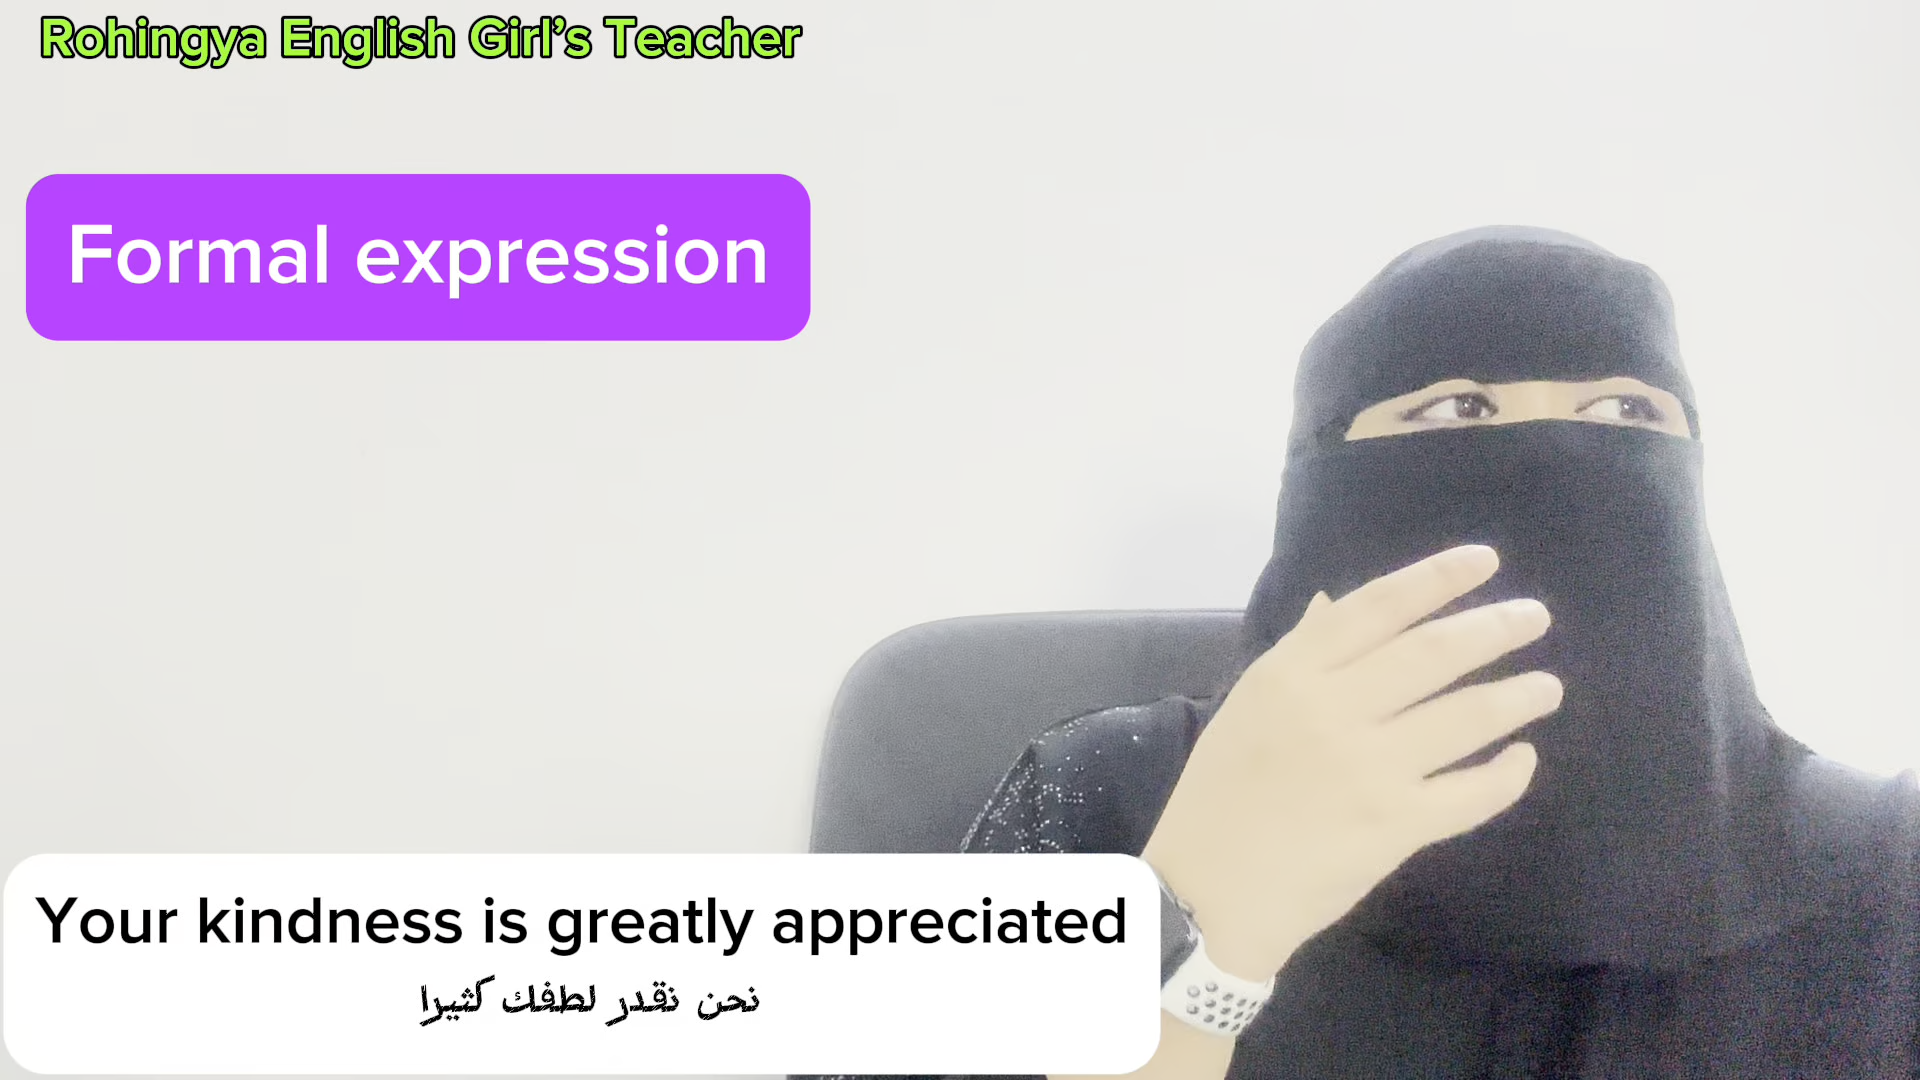 Rohingya English Girl’s Teacher
Formal expression
Your kindness is greatly appreciated
نحن نقدر لطفك كثيرا